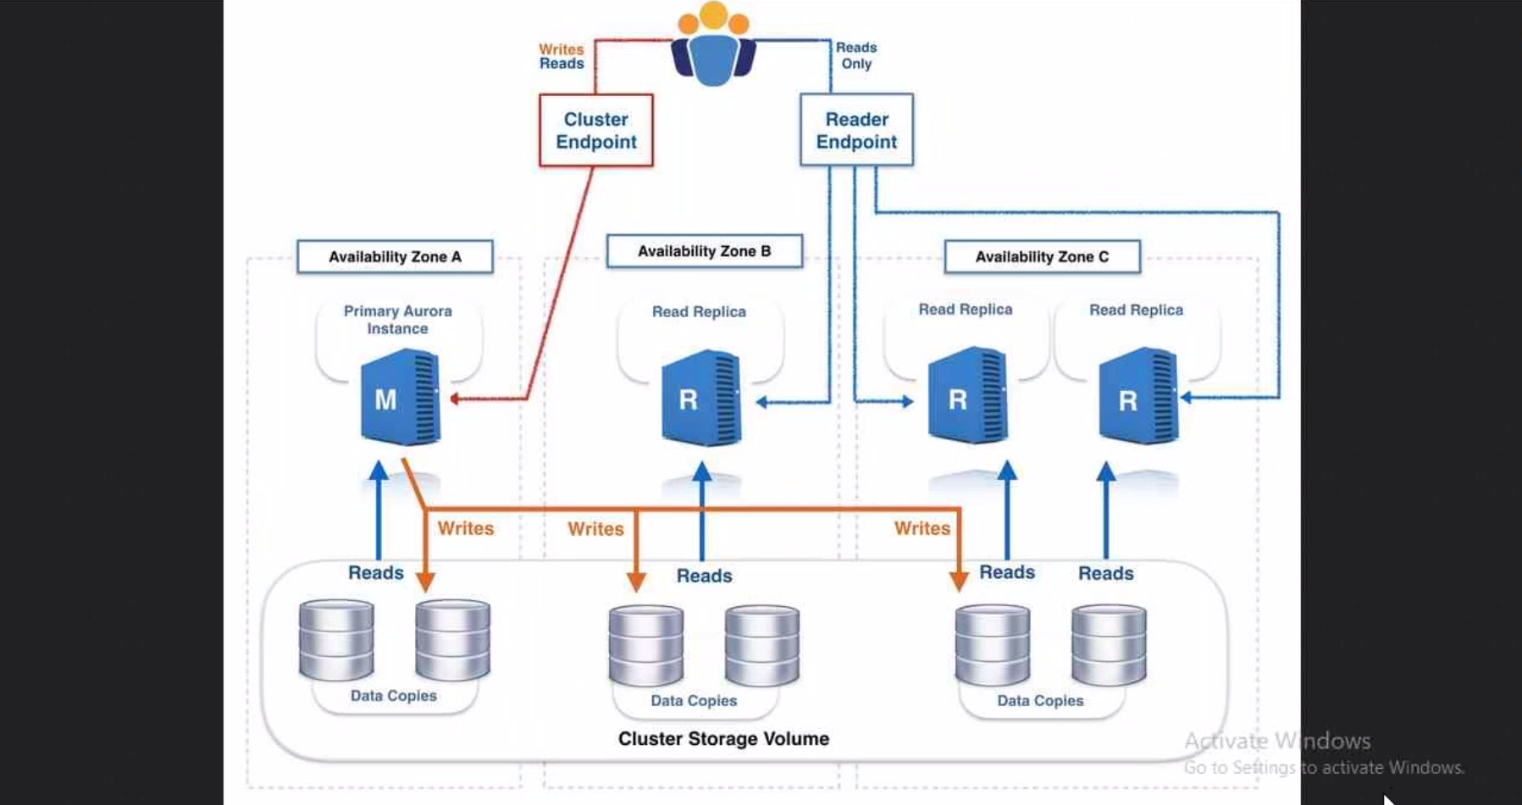 Writes
Reads
Reads
Only
Cluster
Endpoint
Reader
Endpoint
Availability Zone A
Availability Zone B
Availability Zone C
Primary Aurora
Instance
Read Replica
Read Replica
Read Replica
M
R
R
R
Writes
Writes
Writes
Reads
Reads
Reads
Reads
Data Copies
Data Copies
Data Copies
Cluster Storage Volume
Activate Windows
Go to Settings to activate Windows.